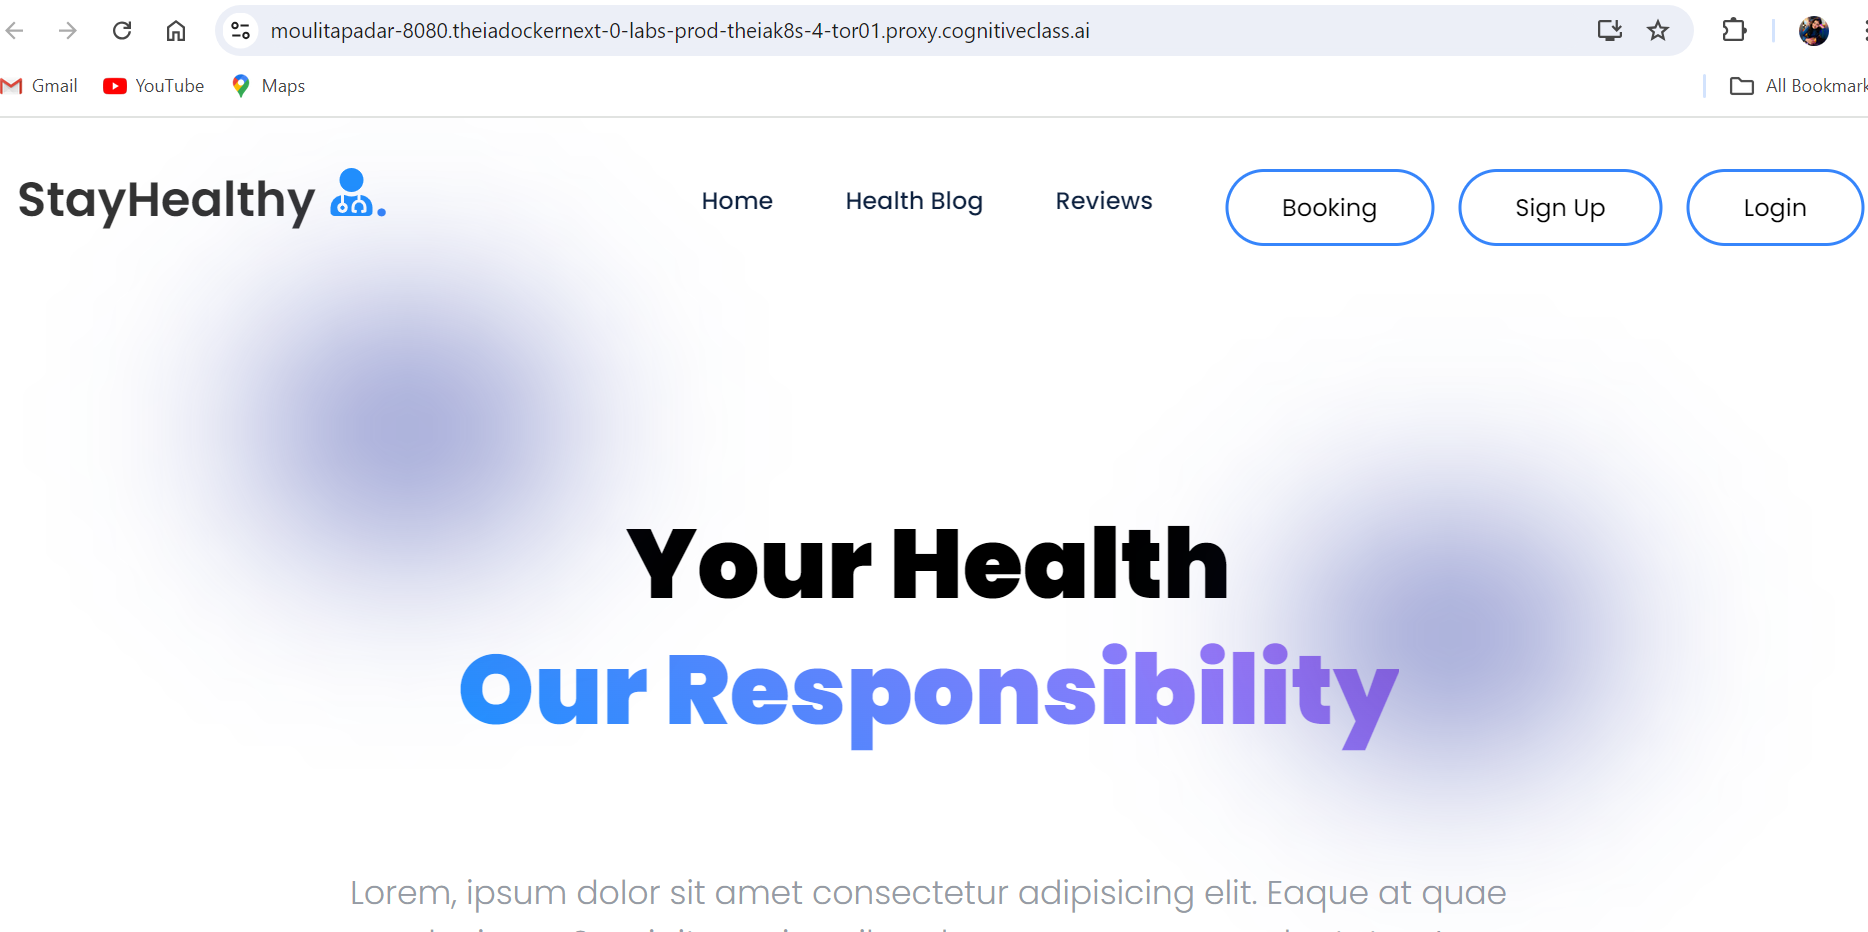 moulitapadar-8080.theiadockernext-0-labs-prod-theiak8s-4-tor01.proxy.cognitiveclass.ai
Gmail YouTube Maps All Bookmark
StayHealthy Home Health Blog Reviews Booking Sign Up Login
Your Health
Our Responsibility
Lorem, ipsum dolor sit amet consectetur adipisicing elit. Eaque at quae